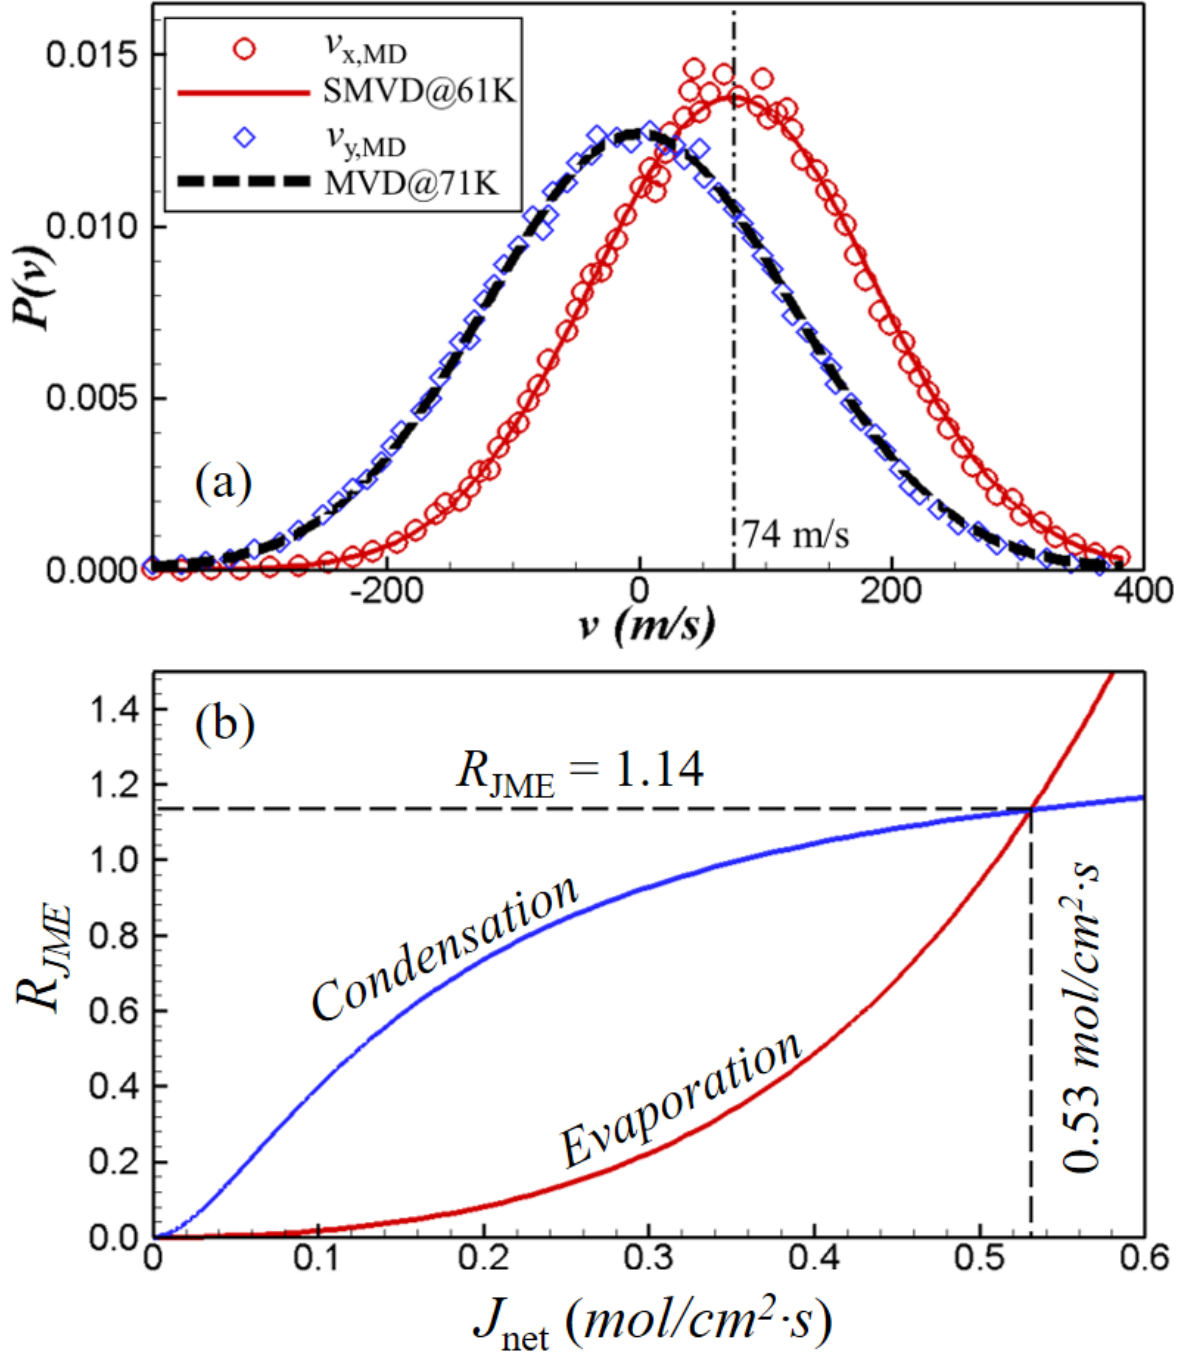 0.015
0.010
0.005
0.000
P(v)
v_x,MD
SMVD@61K
v_y,MD
MVD@71K
(a)
74 m/s
-200 0 200 400
v (m/s)
1.4
1.2
1.0
0.8
0.6
0.4
0.2
0.0
R_JME
(b)
R_JME = 1.14
Condensation
Evaporation
0.53 mol/cm²·s
0 0.1 0.2 0.3 0.4 0.5 0.6
J_net (mol/cm²·s)